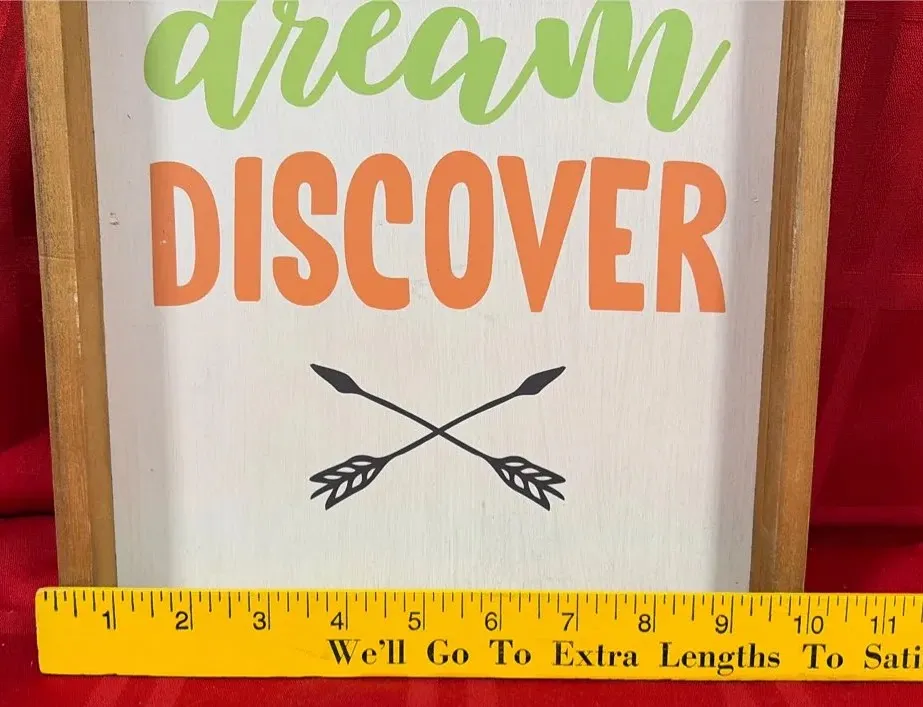 dream
DISCOVER
1 2 3 4 5 6 7 8 9 10 11
We'll Go To Extra Lengths To Sati